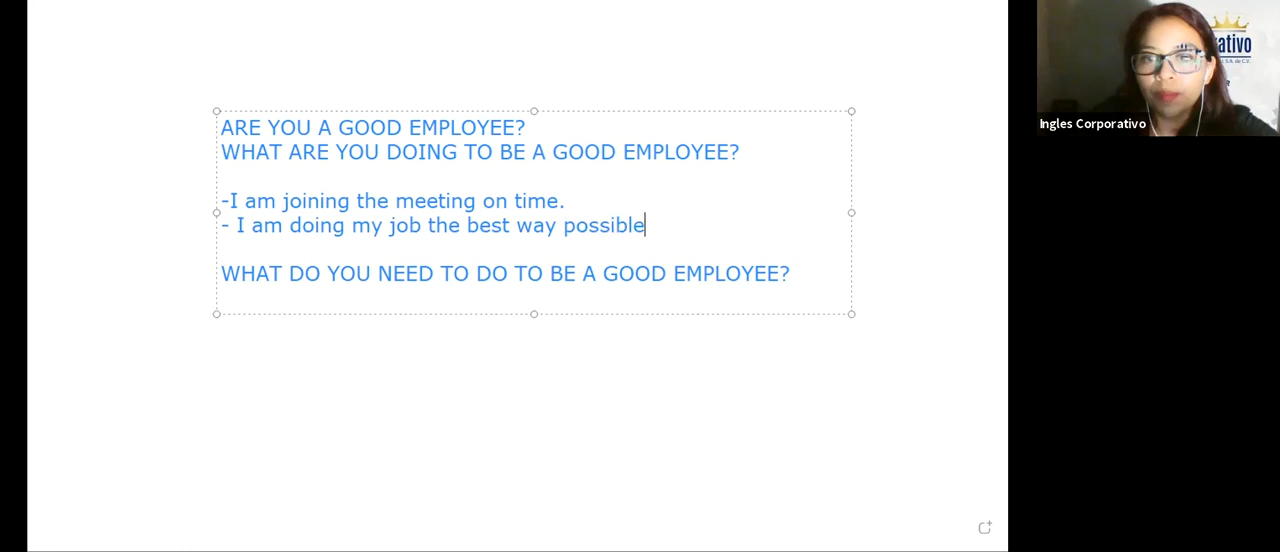 ARE YOU A GOOD EMPLOYEE?
WHAT ARE YOU DOING TO BE A GOOD EMPLOYEE?
-I am joining the meeting on time.
- I am doing my job the best way possible
WHAT DO YOU NEED TO DO TO BE A GOOD EMPLOYEE?
ativo
S.A. de C.V.
Ingles Corporativo